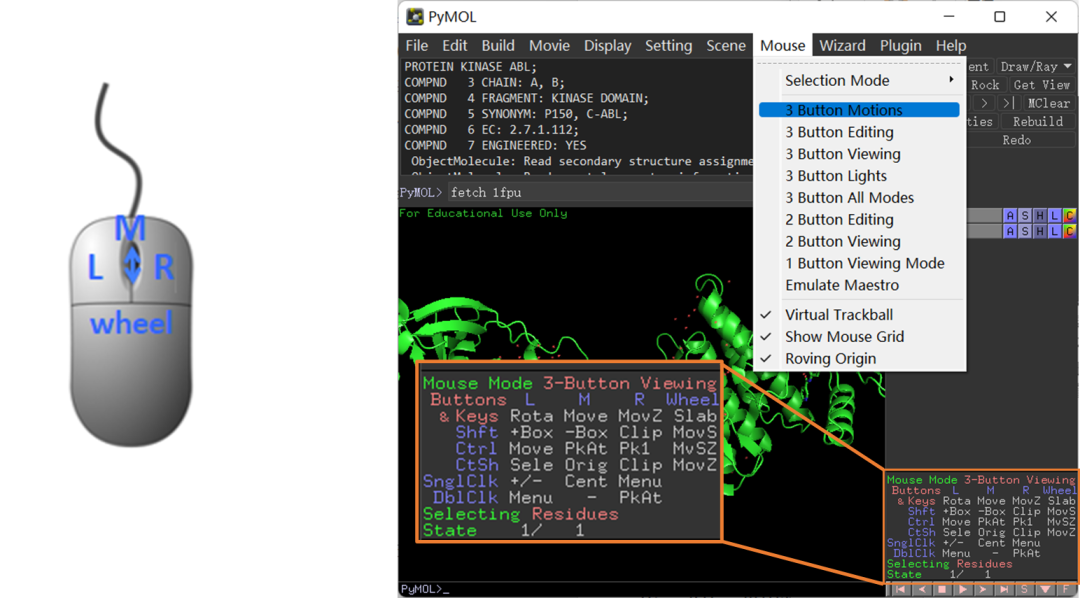 M
L R
wheel
PyMOL
File Edit Build Movie Display Setting Scene Mouse Wizard Plugin Help
PROTEIN KINASE ABL;
COMPND 3 CHAIN: A, B;
COMPND 4 FRAGMENT: KINASE DOMAIN;
COMPND 5 SYNONYM: P150, C-ABL;
COMPND 6 EC: 2.7.1.112;
COMPND 7 ENGINEERED: YES
ObjectMolecule: Read secondary structure assignme
PyMOL> fetch 1fpu
For Educational Use Only
Selection Mode
3 Button Motions
3 Button Editing
3 Button Viewing
3 Button Lights
3 Button All Modes
2 Button Editing
2 Button Viewing
1 Button Viewing Mode
Emulate Maestro
Virtual Trackball
Show Mouse Grid
Roving Origin
ent Draw/Ray
Rock Get View
> >| MClear
ties Rebuild
Redo
A S H L C
A S H L C
Mouse Mode 3-Button Viewing
Buttons L M R Wheel
& Keys Rota Move MovZ Slab
Shft +Box -Box Clip MovS
Ctrl Move PkAt Pk1 MvSZ
CtSh Sele Orig Clip MovZ
SnglClk +/- Cent Menu
DblClk Menu - PkAt
Selecting Residues
State 1/ 1
Mouse Mode 3-Button Viewing
Buttons L M R Wheel
& Keys Rota Move MovZ Slab
Shft +Box -Box Clip MovS
Ctrl Move PkAt Pk1 MvSZ
CtSh Sele Orig Clip MovZ
SnglClk +/- Cent Menu
DblClk Menu - PkAt
Selecting Residues
State 1/ 1
PyMOL>_
S F